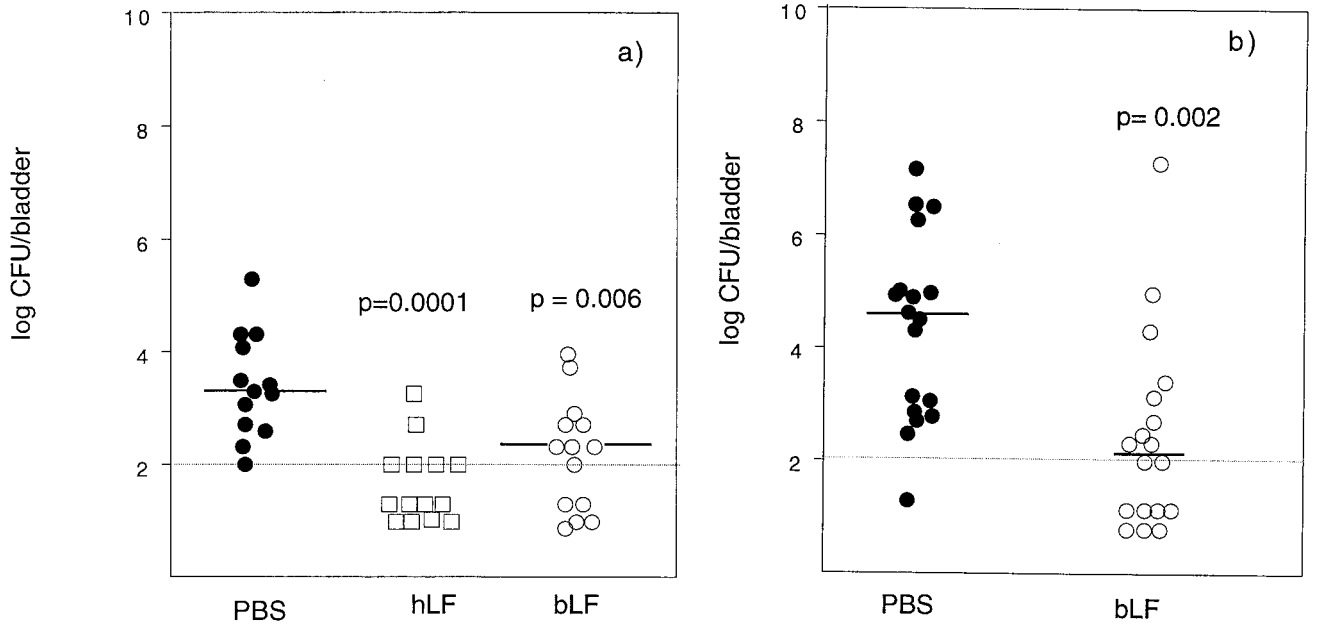 a)
log CFU/bladder
10
8
6
4
2
p=0.0001
p = 0.006
PBS
hLF
bLF
b)
log CFU/bladder
10
8
6
4
2
p= 0.002
PBS
bLF